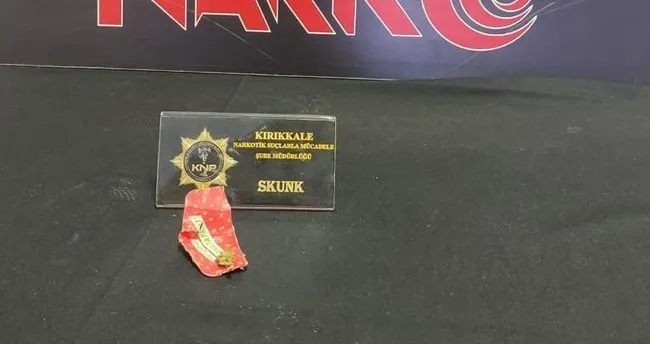 NARKO
KIRIKKALE
NARKOTİK SUÇLARLA MÜCADELE
ŞUBE MÜDÜRLÜĞÜ
KNP
SKUNK